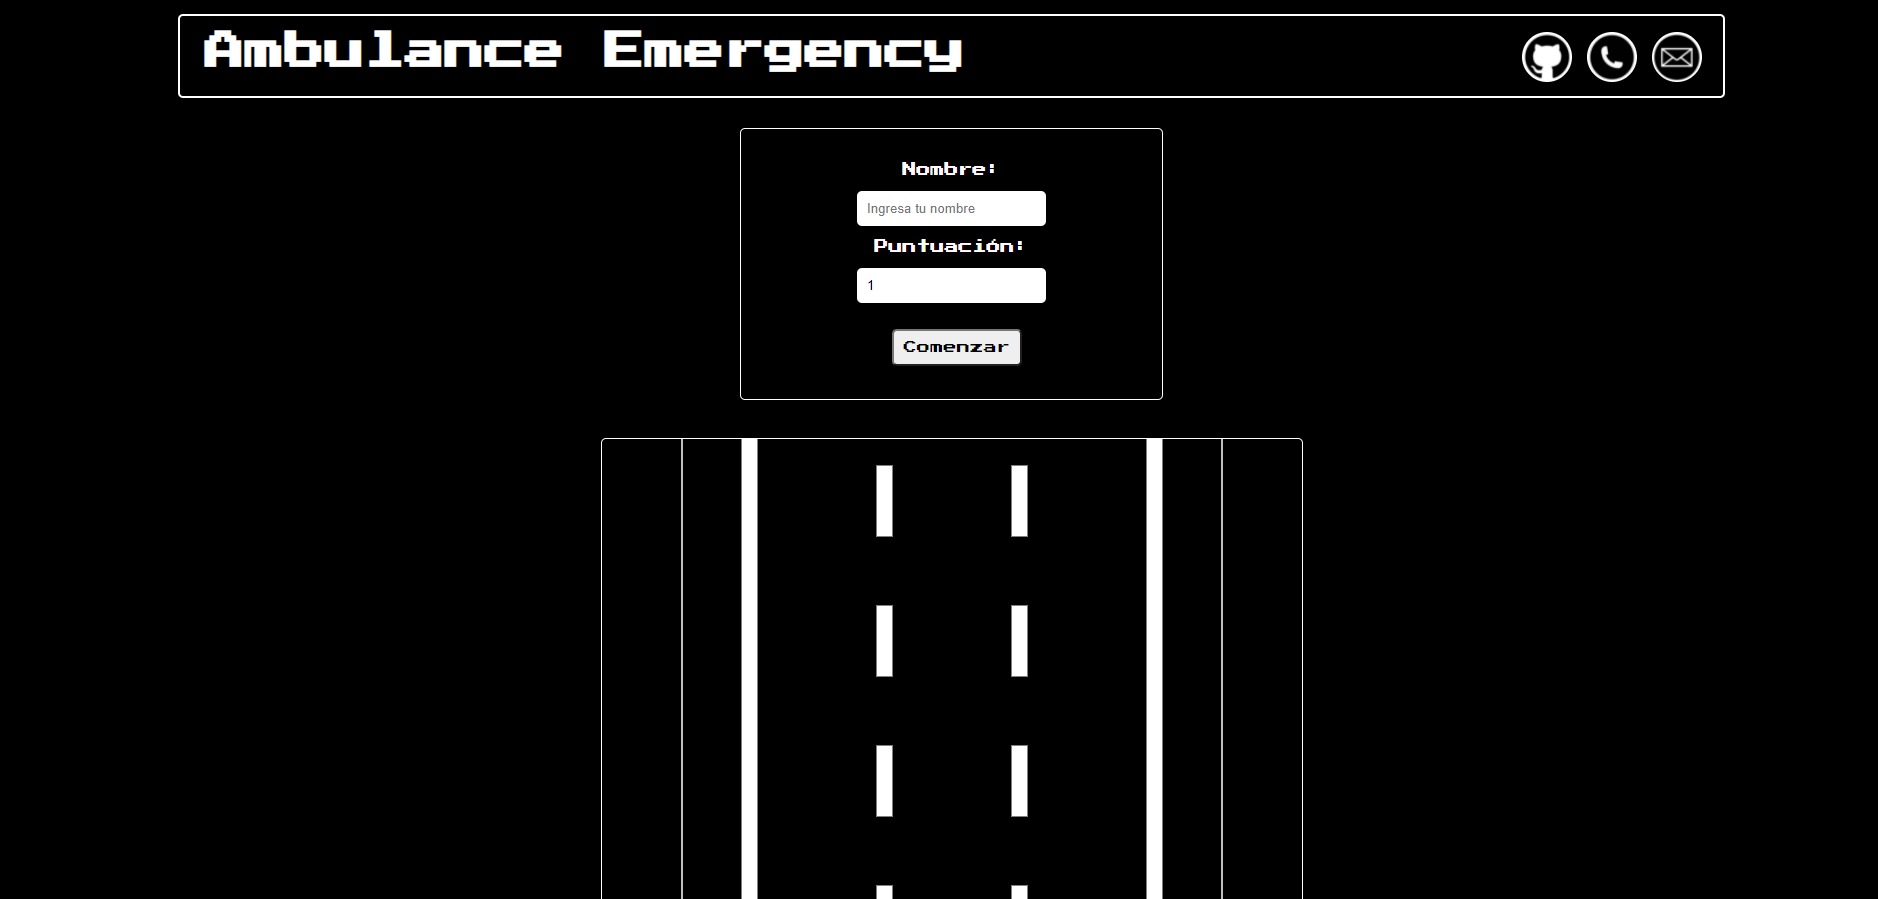 Ambulance Emergency
Nombre:
Ingresa tu nombre
Puntuación:
1
Comenzar